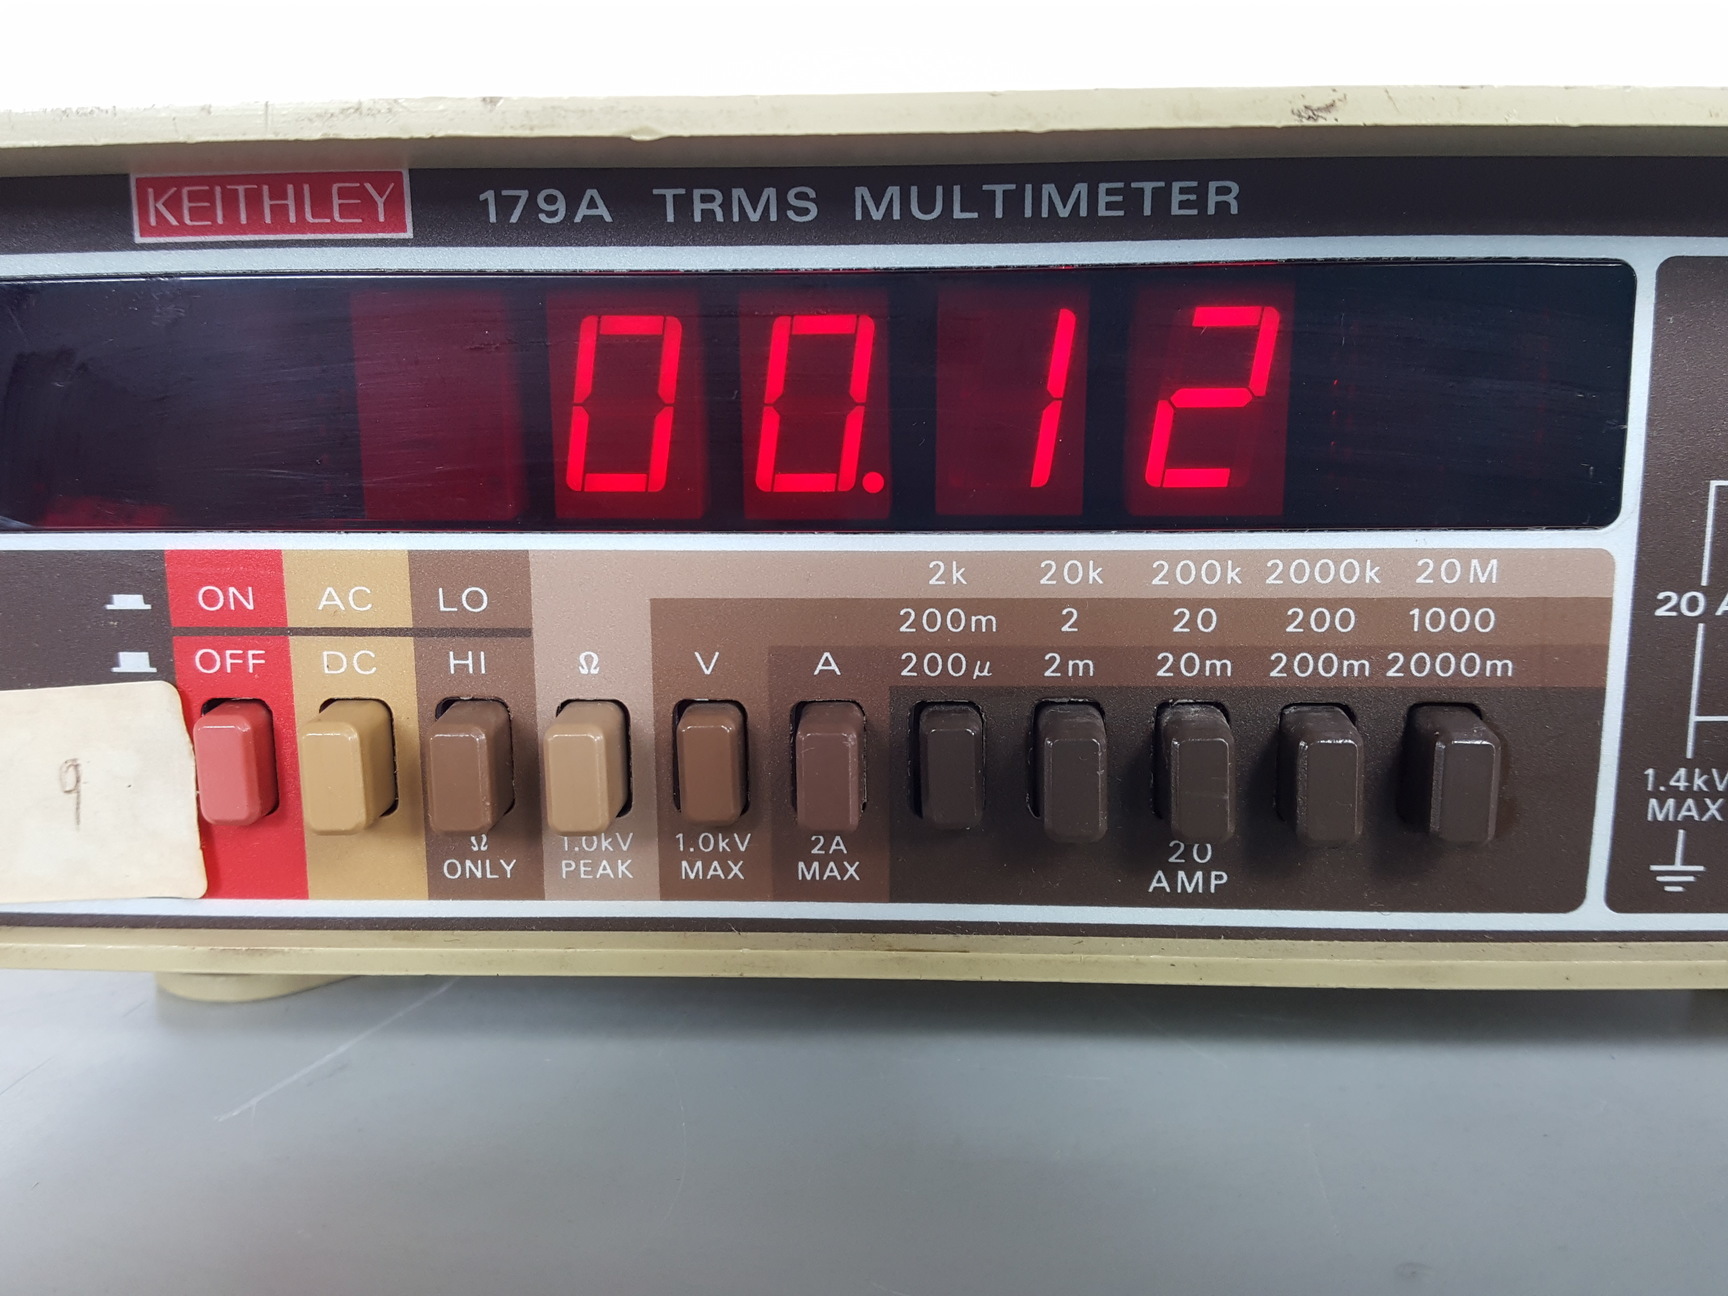 KEITHLEY 179A TRMS MULTIMETER
00.12
ON AC LO 2k 20k 200k 2000k 20M
200m 2 20 200 1000
OFF DC HI Ω V A 200μ 2m 20m 200m 2000m
20 A
9
Ω 1.0kV 1.0kV 2A 20
ONLY PEAK MAX MAX AMP
1.4kV
MAX